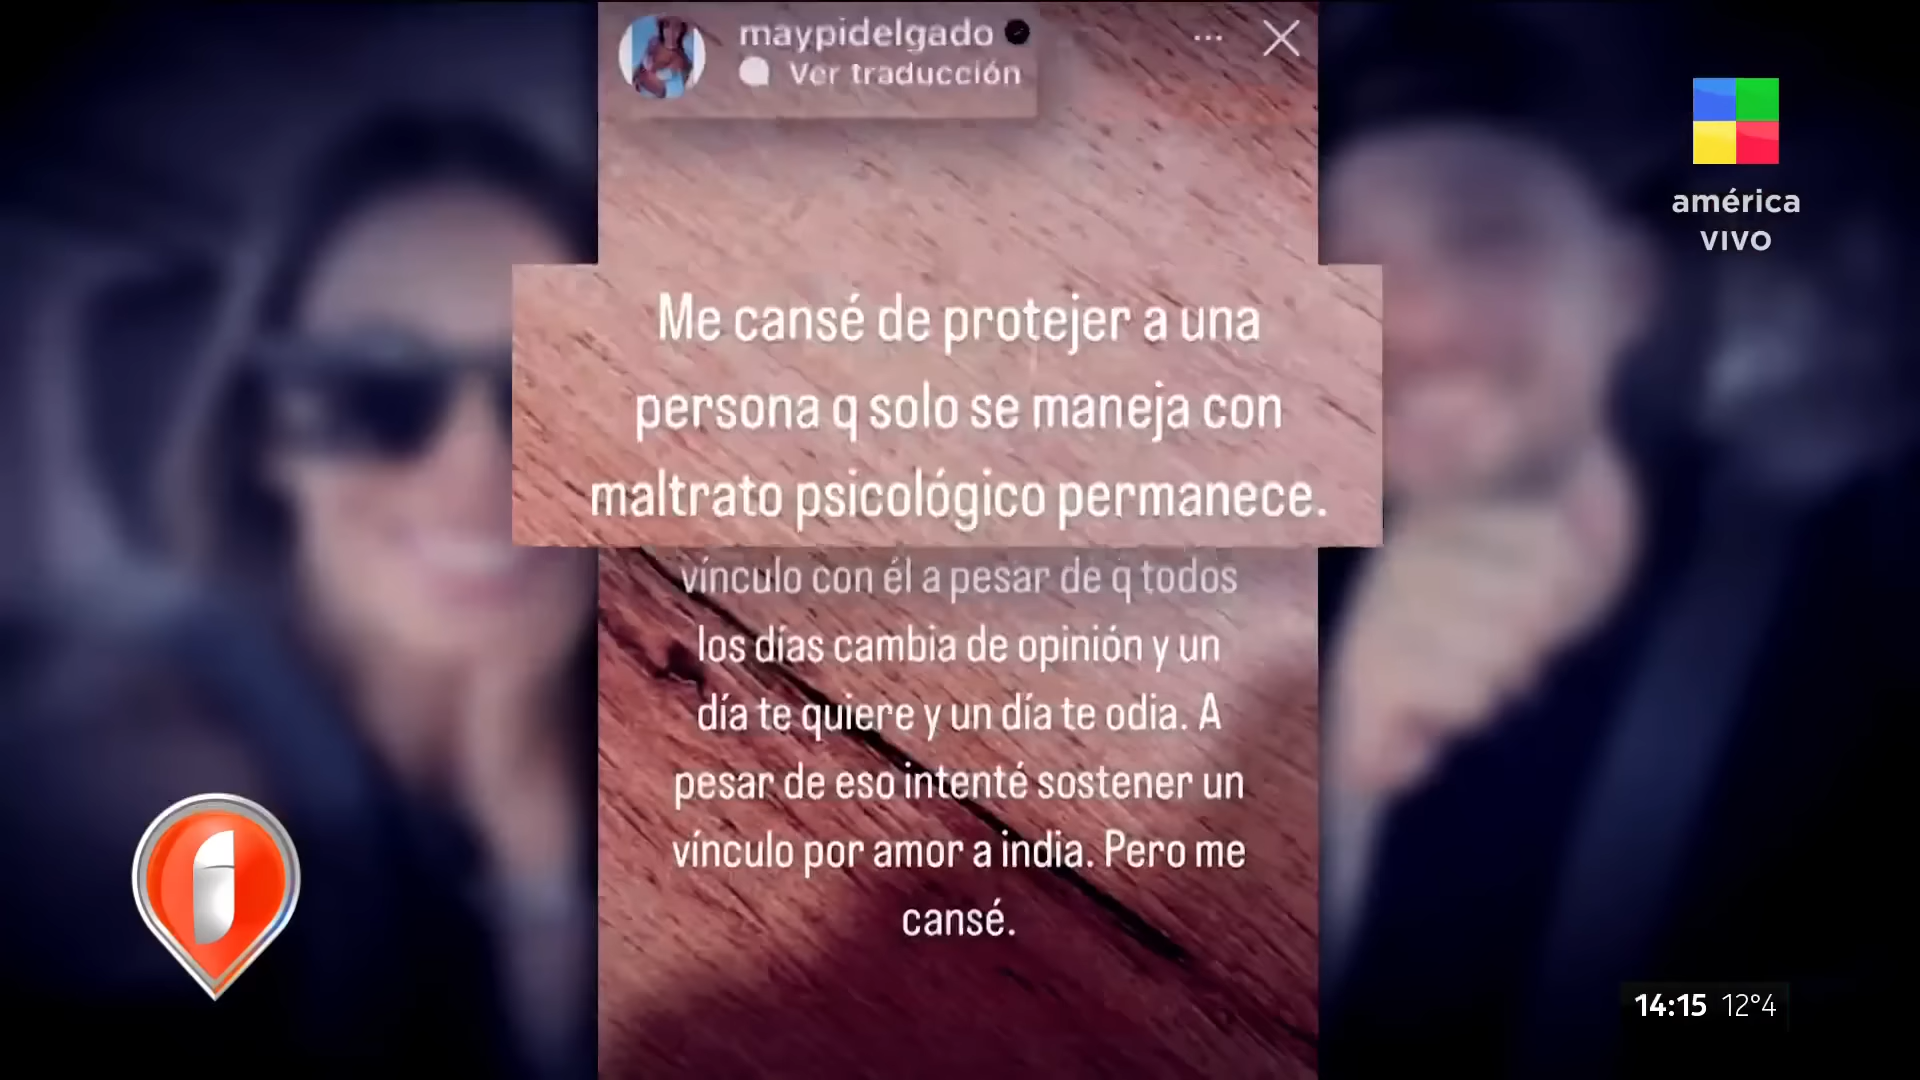 maypidelgado
Ver traducción
américa
VIVO
Me cansé de protejer a una
persona q solo se maneja con
maltrato psicológico permanece.
vínculo con él a pesar de q todos
los días cambia de opinión y un
día te quiere y un día te odia. A
pesar de eso intenté sostener un
vínculo por amor a india. Pero me
cansé.
14:15 12°4